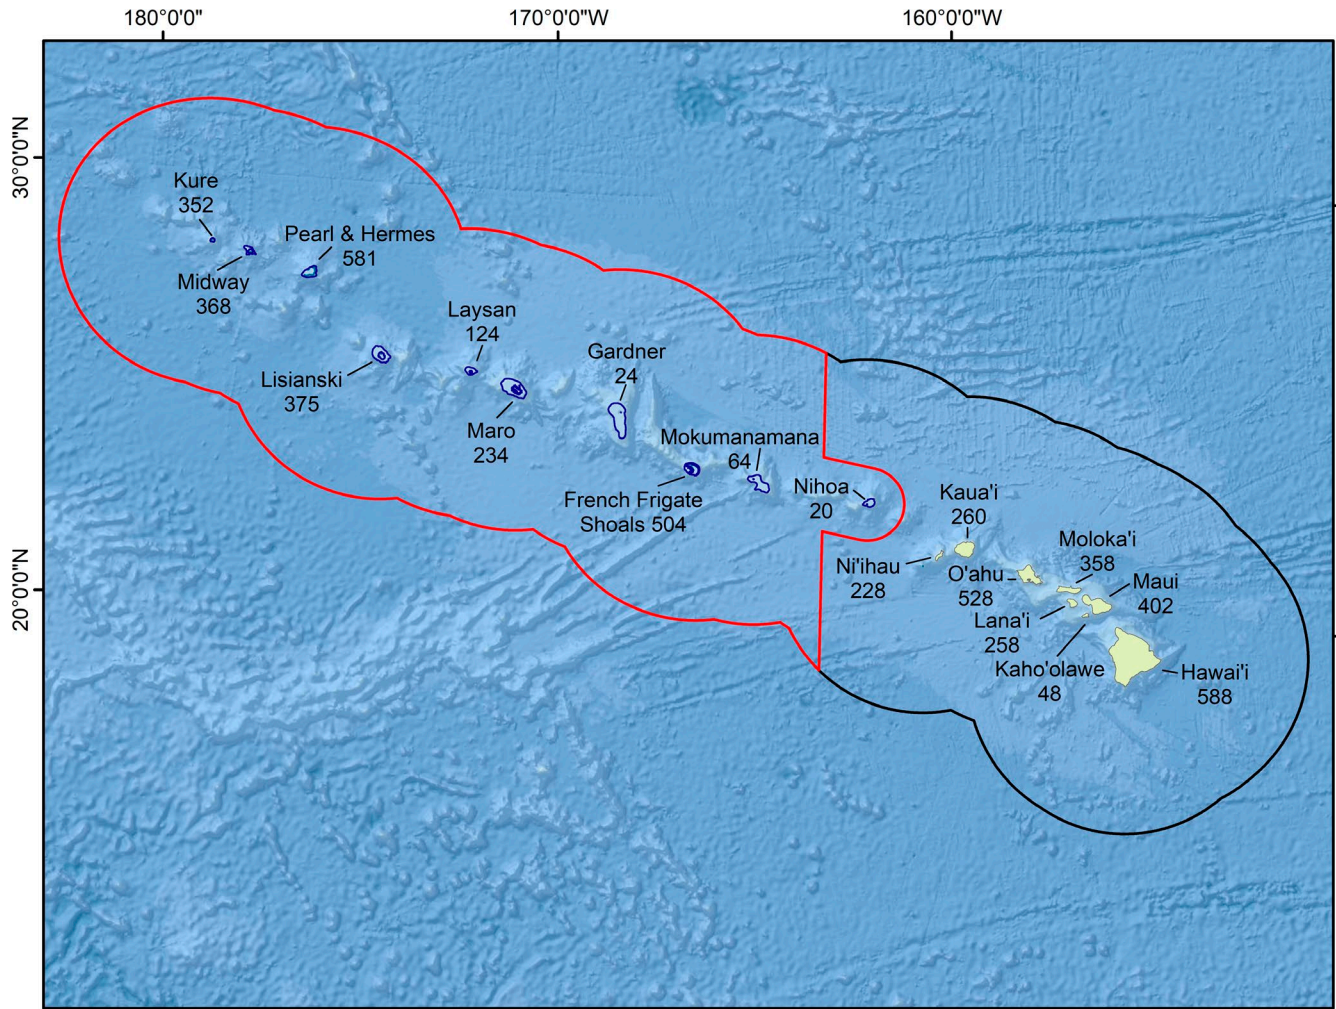 180°0'0"
170°0'0"W
160°0'0"W
30°0'0"N
20°0'0"N
Kure
352
Pearl & Hermes
581
Midway
368
Laysan
124
Lisianski
375
Gardner
24
Maro
234
Mokumanamana
64
French Frigate
Shoals 504
Nihoa
20
Kaua'i
260
Ni'ihau
228
O'ahu
528
Moloka'i
358
Maui
402
Lana'i
258
Kaho'olawe
48
Hawai'i
588